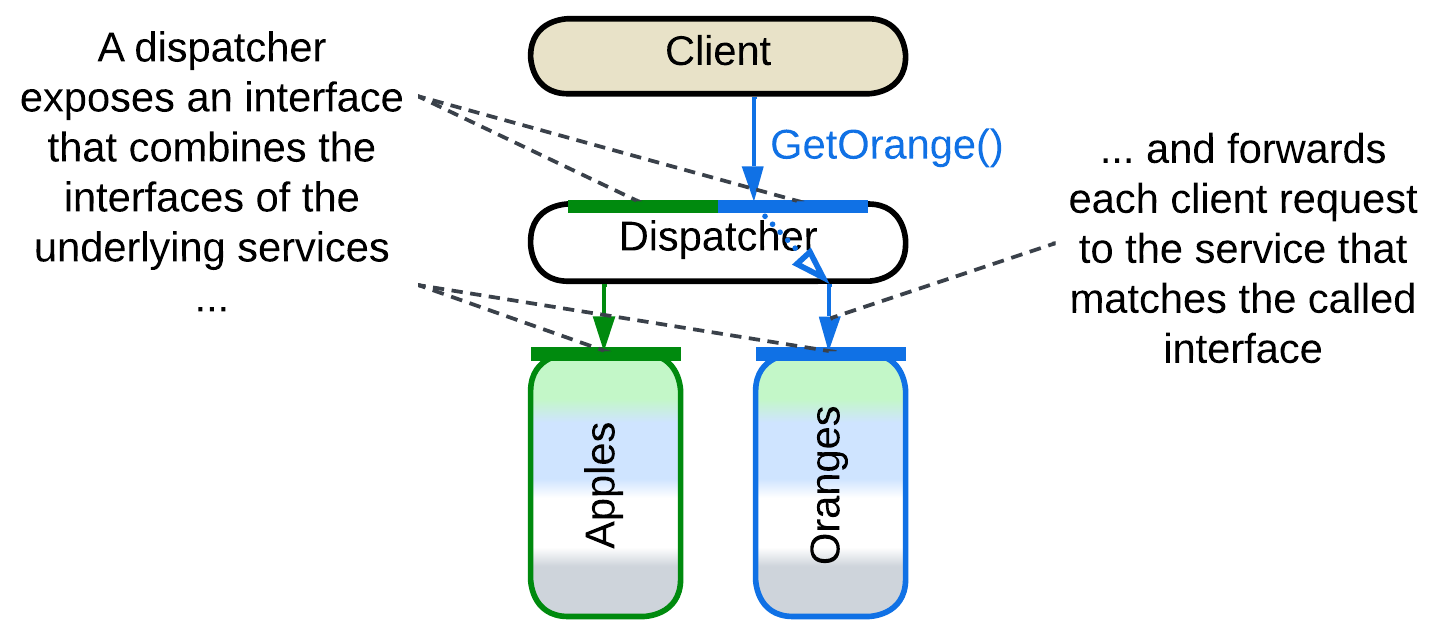 A dispatcher
exposes an interface
that combines the
interfaces of the
underlying services
...
Client
GetOrange()
Dispatcher
... and forwards
each client request
to the service that
matches the called
interface
Apples
Oranges